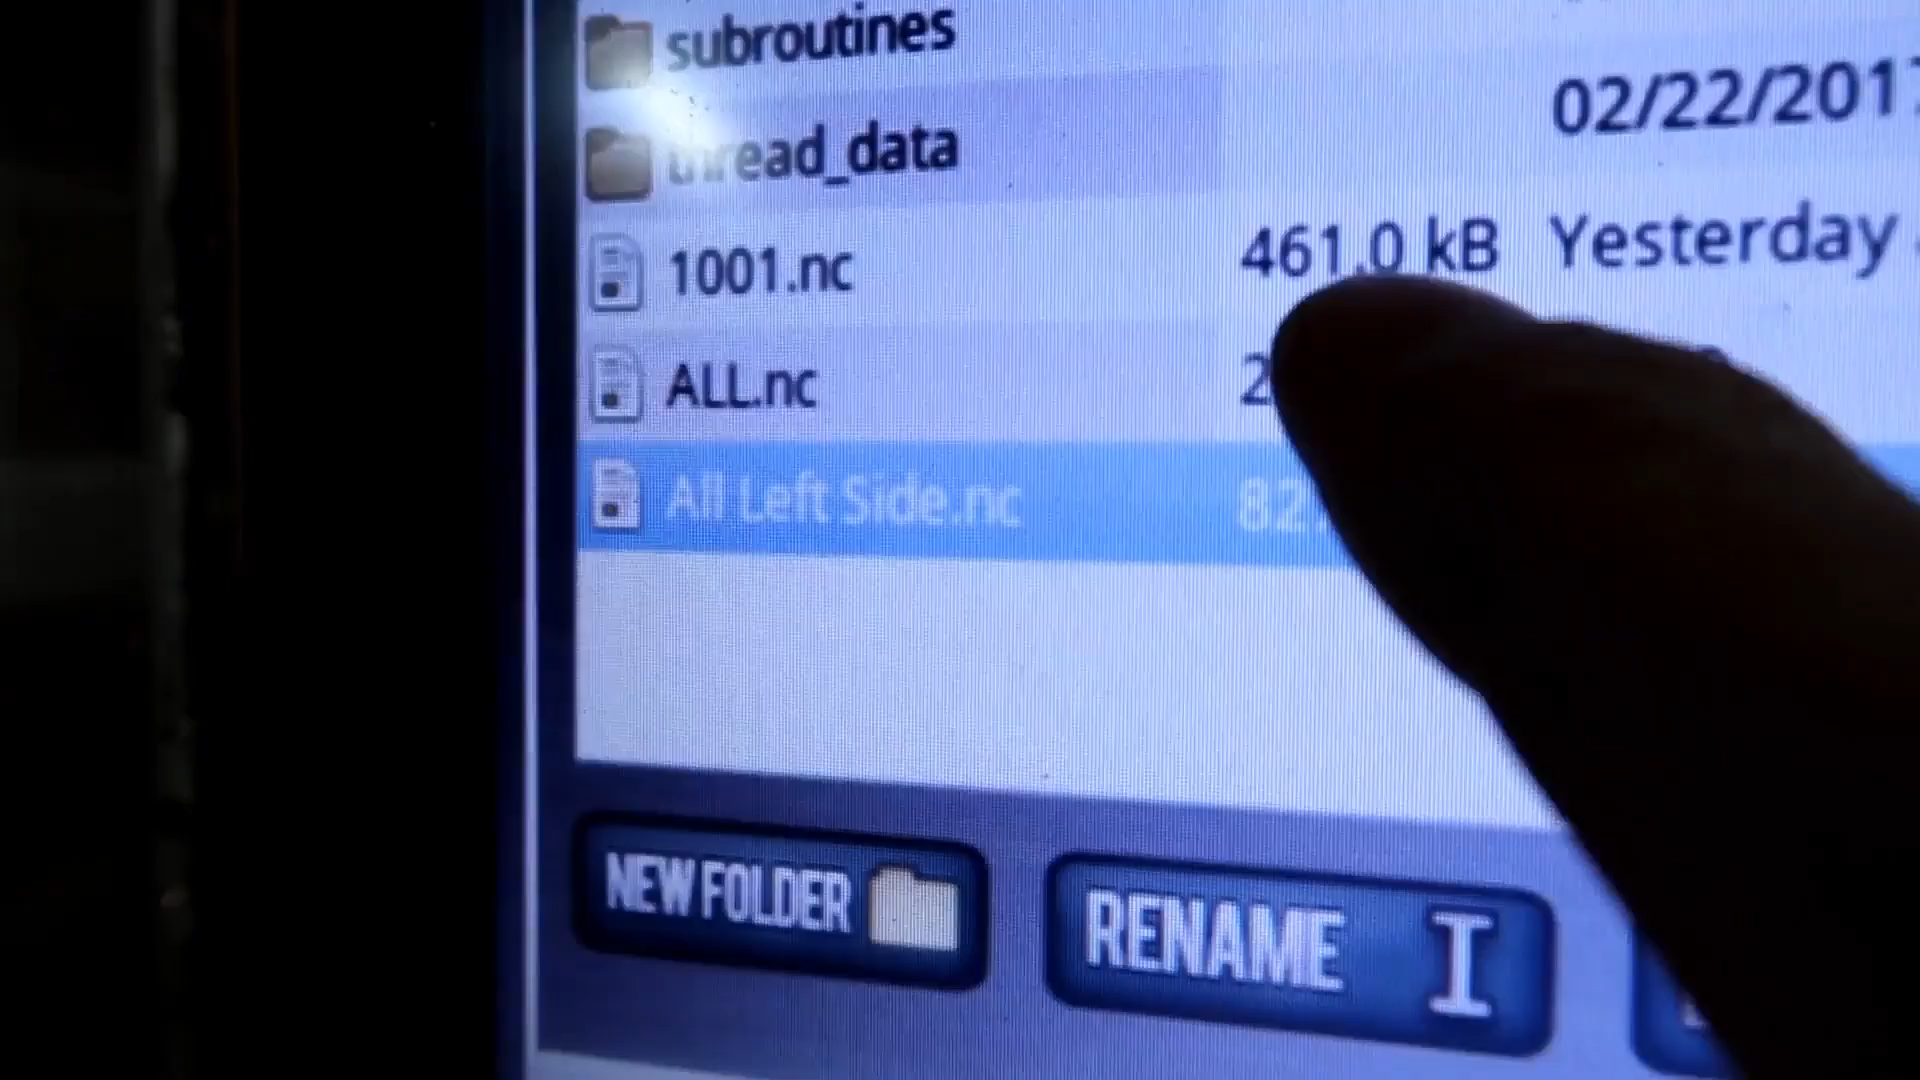 subroutines
02/22/201
thread_data
1001.nc 461.0 kB Yesterday
ALL.nc
All Left Side.nc
NEW FOLDER
RENAME